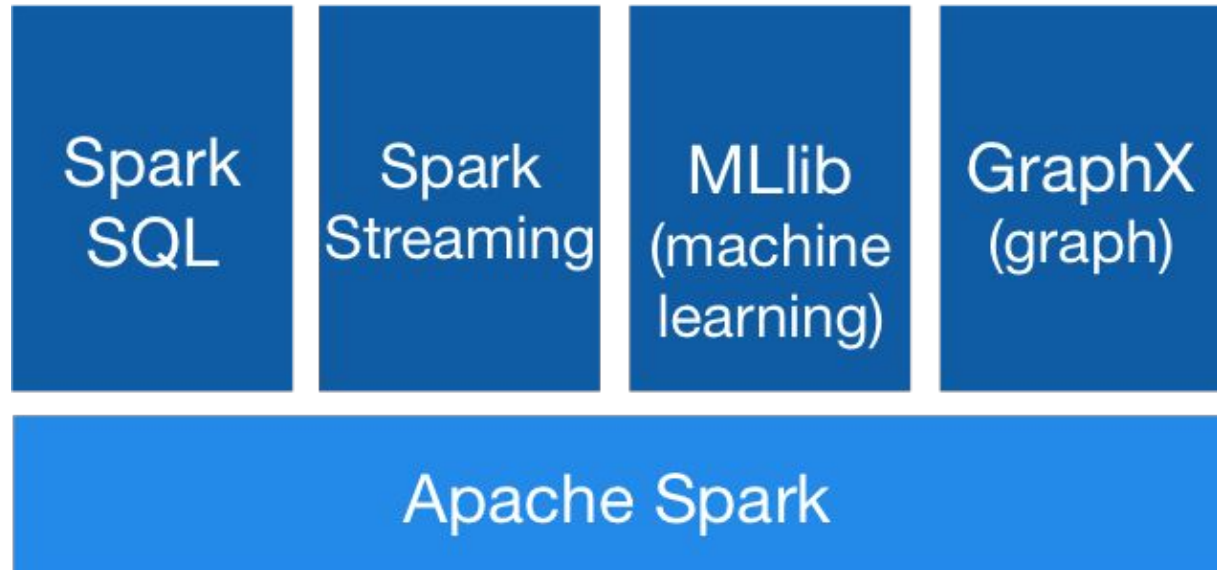 Spark
SQL
Spark
Streaming
MLlib
(machine
learning)
GraphX
(graph)
Apache Spark